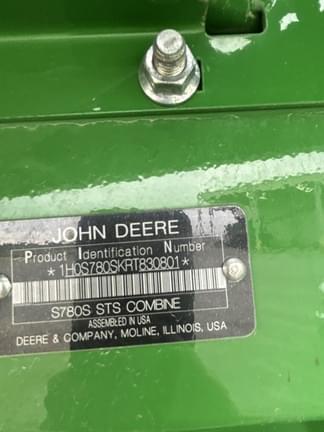 JOHN DEERE
Product Identification Number
*1H0S780SKRT830801*
S780S STS COMBINE
ASSEMBLED IN USA
DEERE & COMPANY, MOLINE, ILLINOIS, USA